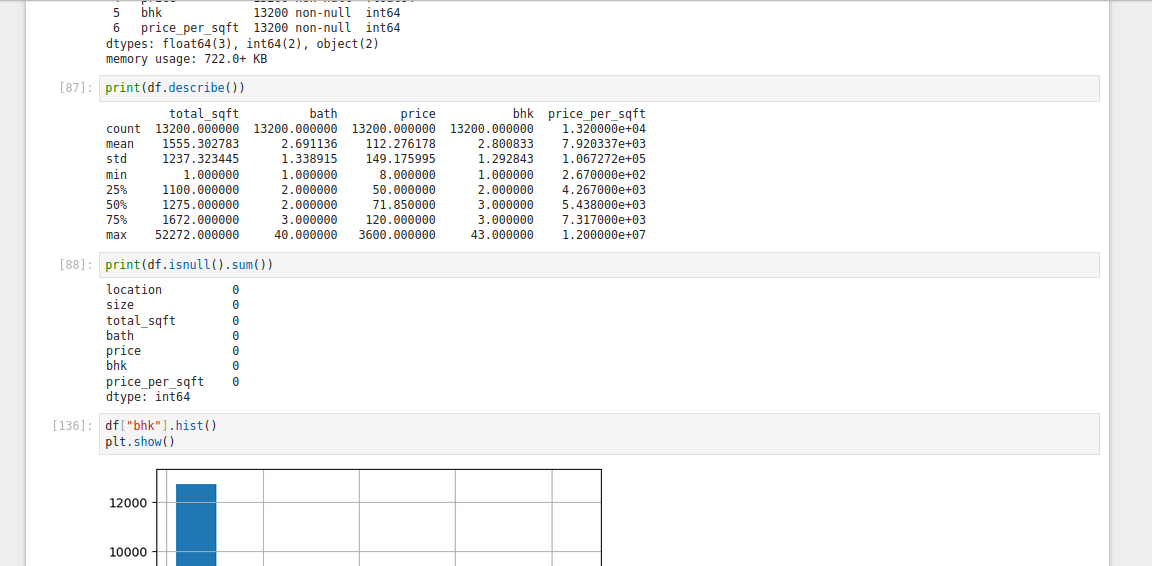 5   bhk             13200 non-null  int64
6   price_per_sqft  13200 non-null  int64
dtypes: float64(3), int64(2), object(2)
memory usage: 722.0+ KB
[87]: print(df.describe())
         total_sqft          bath         price           bhk  price_per_sqft
count  13200.000000  13200.000000  13200.000000  13200.000000    1.320000e+04
mean    1555.302783      2.691136    112.276178      2.800833    7.920337e+03
std     1237.323445      1.338915    149.175995      1.292843    1.067272e+05
min        1.000000      1.000000      8.000000      1.000000    2.670000e+02
25%     1100.000000      2.000000     50.000000      2.000000    4.267000e+03
50%     1275.000000      2.000000     71.850000      3.000000    5.438000e+03
75%     1672.000000      3.000000    120.000000      3.000000    7.317000e+03
max    52272.000000     40.000000   3600.000000     43.000000    1.200000e+07
[88]: print(df.isnull().sum())
location          0
size              0
total_sqft        0
bath              0
price             0
bhk               0
price_per_sqft    0
dtype: int64
[136]: df["bhk"].hist()
plt.show()
12000
10000